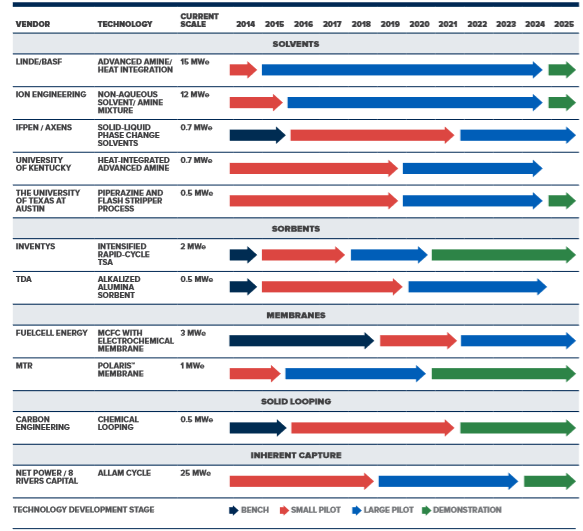 VENDOR TECHNOLOGY CURRENT SCALE 2014 2015 2016 2017 2018 2019 2020 2021 2022 2023 2024 2025
SOLVENTS
LINDE/BASF ADVANCED AMINE/ 15 MWe
HEAT INTEGRATION
ION ENGINEERING NON-AQUEOUS 12 MWe
SOLVENT/ AMINE
MIXTURE
IFPEN / AXENS SOLID-LIQUID 0.7 MWe
PHASE CHANGE
SOLVENTS
UNIVERSITY HEAT-INTEGRATED 0.7 MWe
OF KENTUCKY ADVANCED AMINE
THE UNIVERSITY PIPERAZINE AND 0.5 MWe
OF TEXAS AT FLASH STRIPPER
AUSTIN PROCESS
SORBENTS
INVENTYS INTENSIFIED 2 MWe
RAPID-CYCLE
TSA
TDA ALKALIZED 0.5 MWe
ALUMINA
SORBENT
MEMBRANES
FUELCELL ENERGY MCFC WITH 3 MWe
ELECTROCHEMICAL
MEMBRANE
MTR POLARIS™ 1 MWe
MEMBRANE
SOLID LOOPING
CARBON CHEMICAL 0.5 MWe
ENGINEERING LOOPING
INHERENT CAPTURE
NET POWER / 8 ALLAM CYCLE 25 MWe
RIVERS CAPITAL
TECHNOLOGY DEVELOPMENT STAGE BENCH SMALL PILOT LARGE PILOT DEMONSTRATION